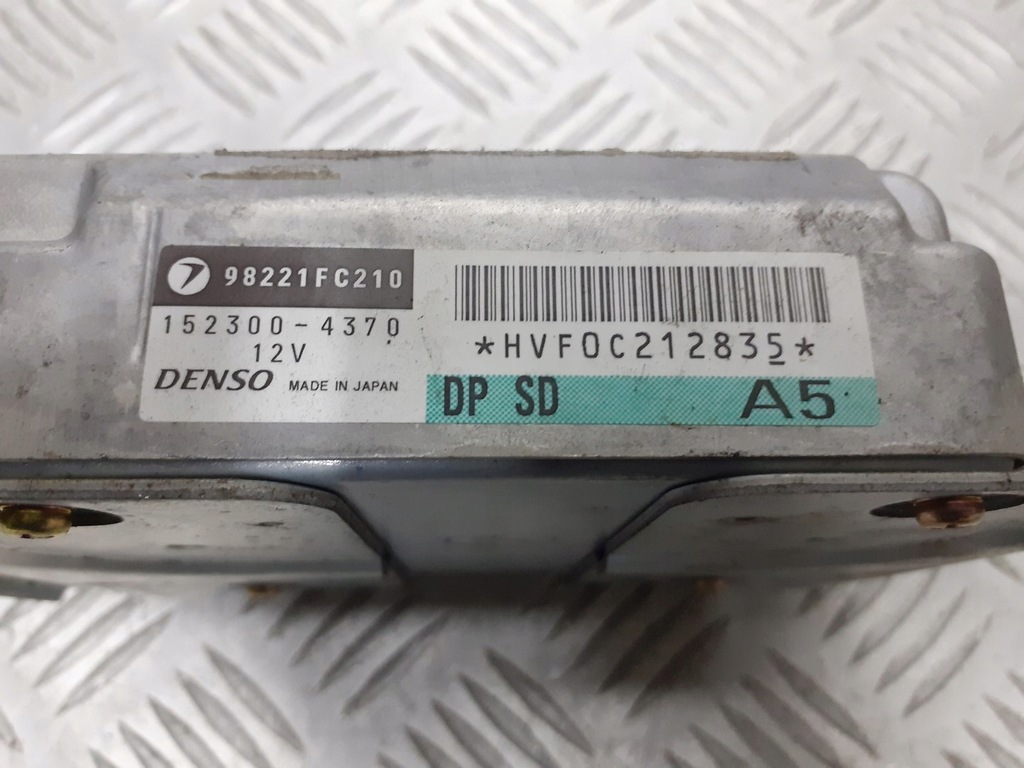 98221FC210
152300-4370
12V
DENSO MADE IN JAPAN
*HVF0C212835*
DP SD A5